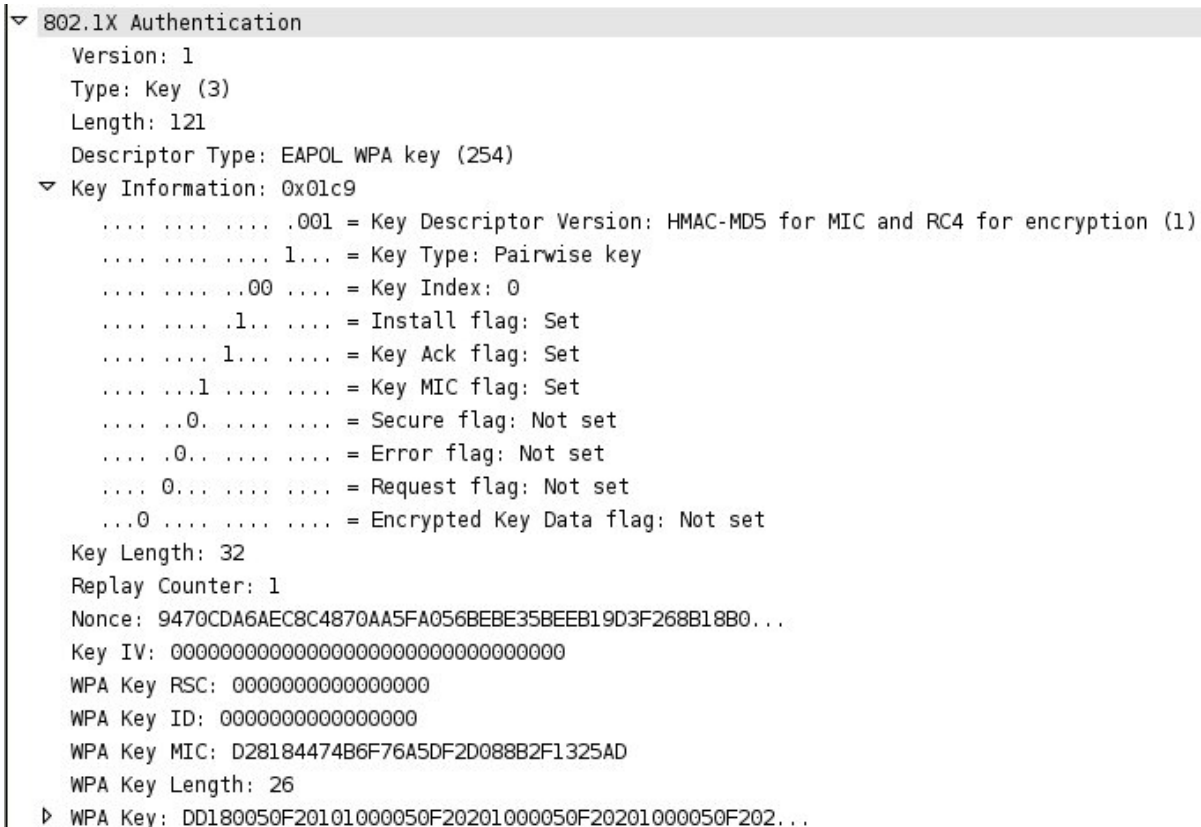 802.1X Authentication
Version: 1
Type: Key (3)
Length: 121
Descriptor Type: EAPOL WPA key (254)
Key Information: 0x01c9
.... .... .... .001 = Key Descriptor Version: HMAC-MD5 for MIC and RC4 for encryption (1)
.... .... .... 1... = Key Type: Pairwise key
.... .... ..00 .... = Key Index: 0
.... .... .1.. .... = Install flag: Set
.... .... 1... .... = Key Ack flag: Set
.... ...1 .... .... = Key MIC flag: Set
.... ..0. .... .... = Secure flag: Not set
.... .0.. .... .... = Error flag: Not set
.... 0... .... .... = Request flag: Not set
...0 .... .... .... = Encrypted Key Data flag: Not set
Key Length: 32
Replay Counter: 1
Nonce: 9470CDA6AEC8C4870AA5FA056BEBE35BEEB19D3F268B18B0...
Key IV: 00000000000000000000000000000000
WPA Key RSC: 0000000000000000
WPA Key ID: 0000000000000000
WPA Key MIC: D28184474B6F76A5DF2D088B2F1325AD
WPA Key Length: 26
WPA Key: DD180050F20101000050F20201000050F20201000050F202...